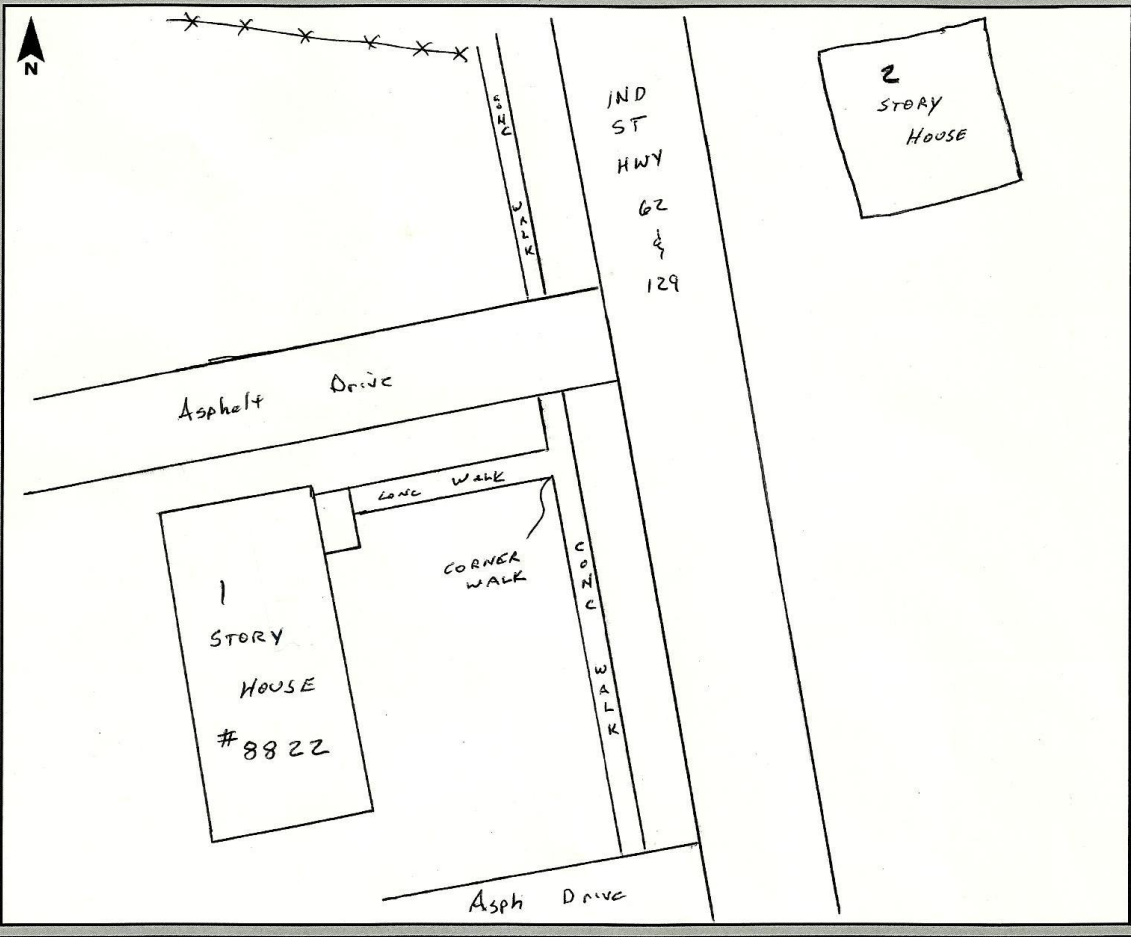 N
CONC WALK
IND
ST
HWY
62
&
129
2
STORY
HOUSE
Asphalt Drive
CONC WALK
CORNER
WALK
CONC WALK
1
STORY
HOUSE
#8822
Asph Drive